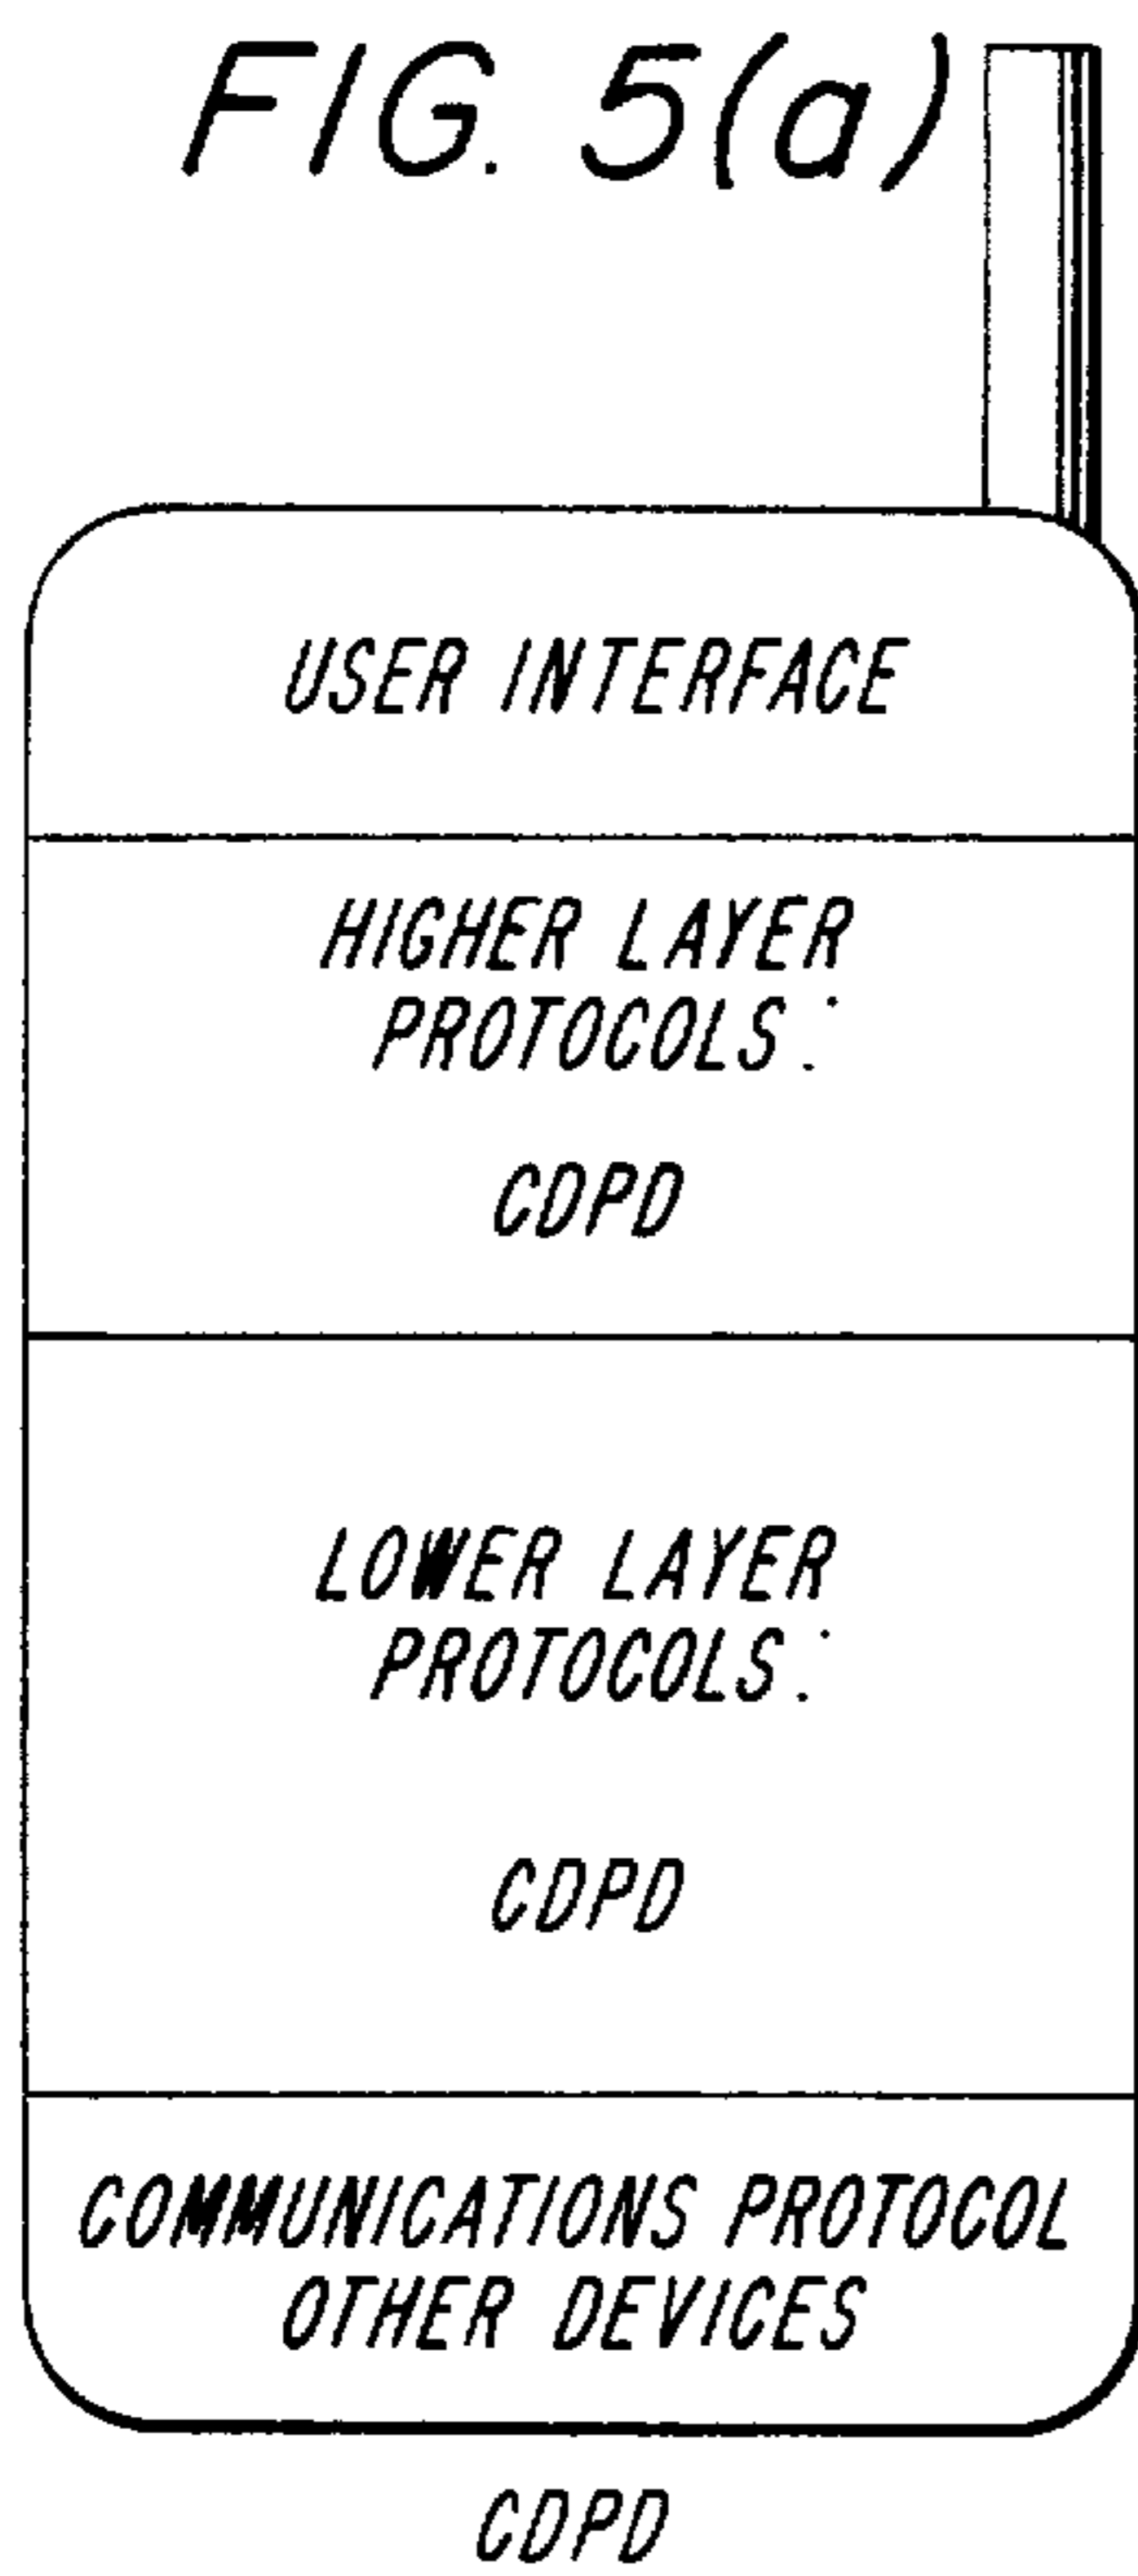 FIG. 5(a)
USER INTERFACE
HIGHER LAYER
PROTOCOLS:
CDPD
LOWER LAYER
PROTOCOLS:
CDPD
COMMUNICATIONS PROTOCOL
OTHER DEVICES
CDPD